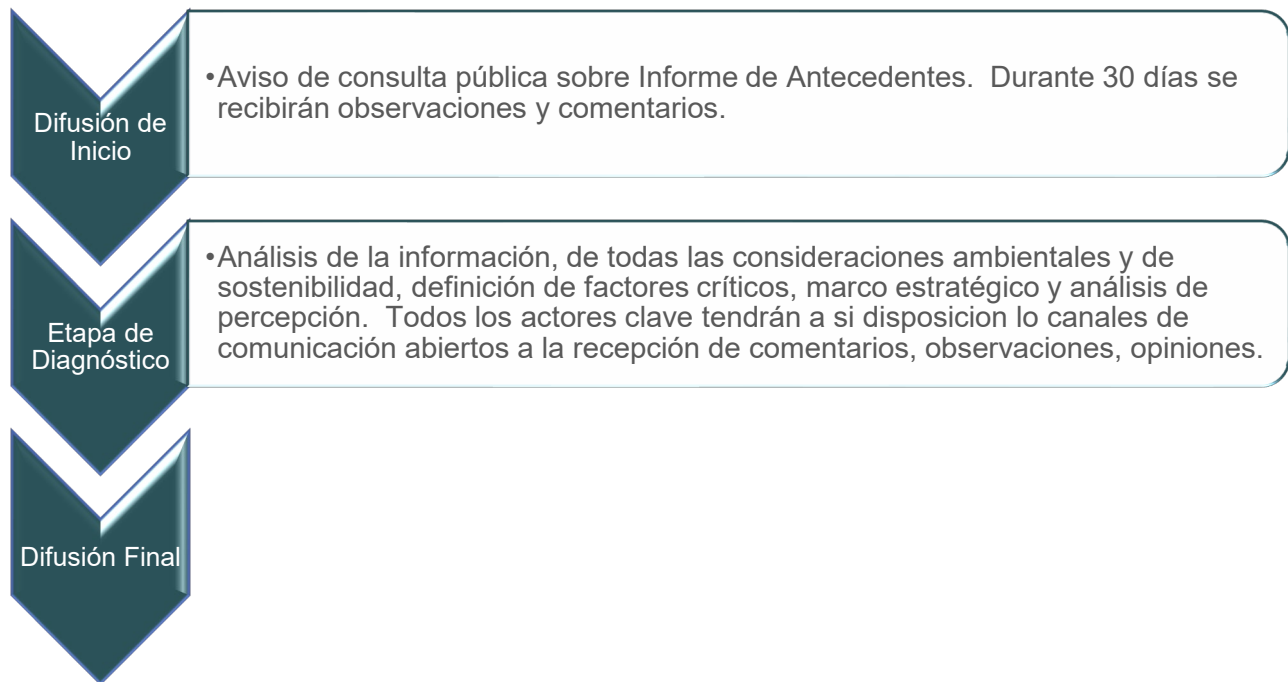 Difusión de
Inicio
•Aviso de consulta pública sobre Informe de Antecedentes. Durante 30 días se
recibirán observaciones y comentarios.
Etapa de
Diagnóstico
•Análisis de la información, de todas las consideraciones ambientales y de
sostenibilidad, definición de factores críticos, marco estratégico y análisis de
percepción. Todos los actores clave tendrán a si disposicion lo canales de
comunicación abiertos a la recepción de comentarios, observaciones, opiniones.
Difusión Final